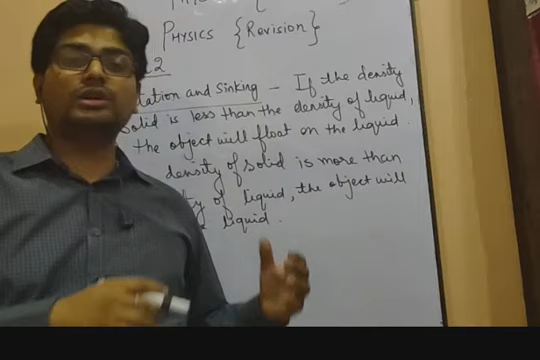 PHYSICS {Revision}
2
tation and Sinking - If the density
solid is less than the density of liquid,
the object will float on the liquid.
density of solid is more than
ty of liquid, the object will
liquid.